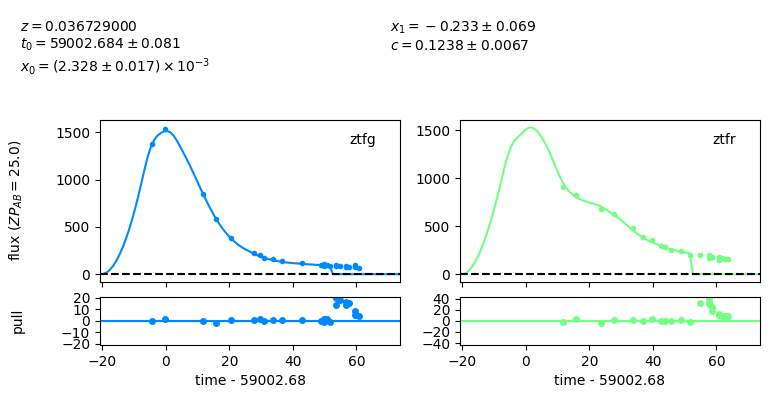 z = 0.036729000
t₀ = 59002.684 ± 0.081
x₀ = (2.328 ± 0.017) × 10⁻³
x₁ = −0.233 ± 0.069
c = 0.1238 ± 0.0067
flux (ZP_AB = 25.0)
1500
1000
500
0
ztfg
1500
1000
500
0
ztfr
pull
20
10
0
−10
−20
40
20
0
−20
−40
−20 0 20 40 60
−20 0 20 40 60
time - 59002.68
time - 59002.68